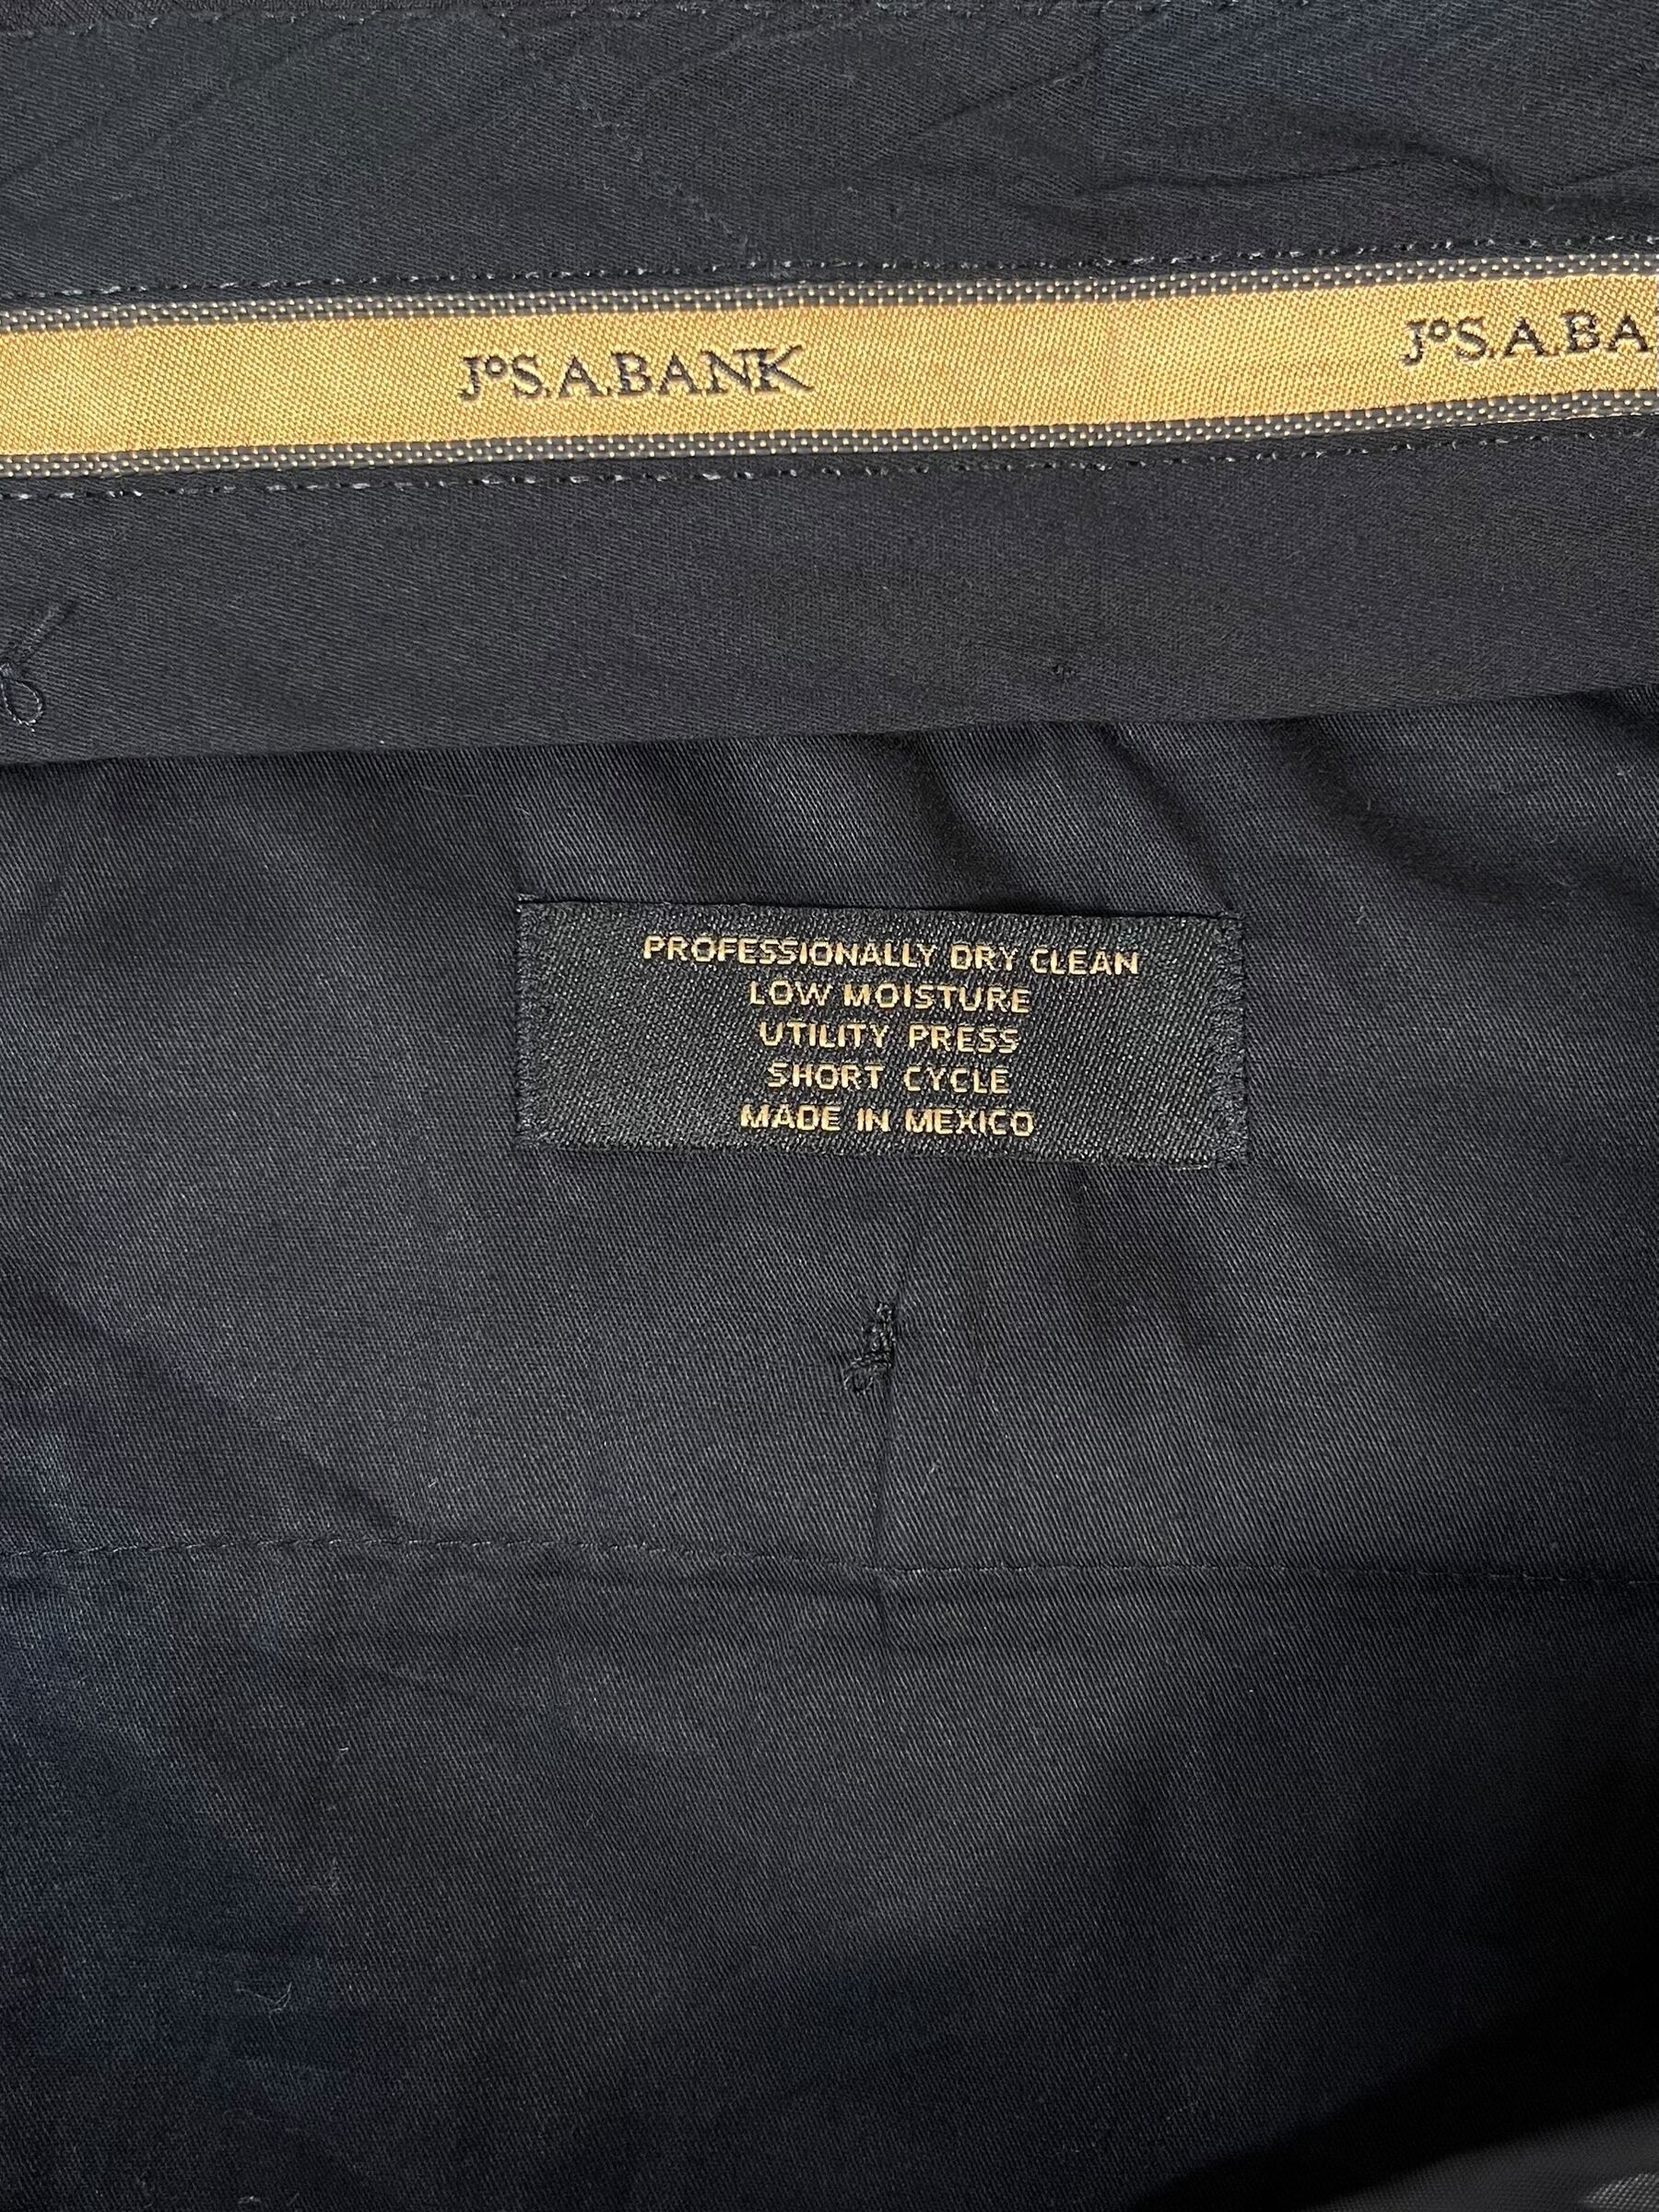 JoS.A.BANK JoS.A.BA
PROFESSIONALLY DRY CLEAN
LOW MOISTURE
UTILITY PRESS
SHORT CYCLE
MADE IN MEXICO